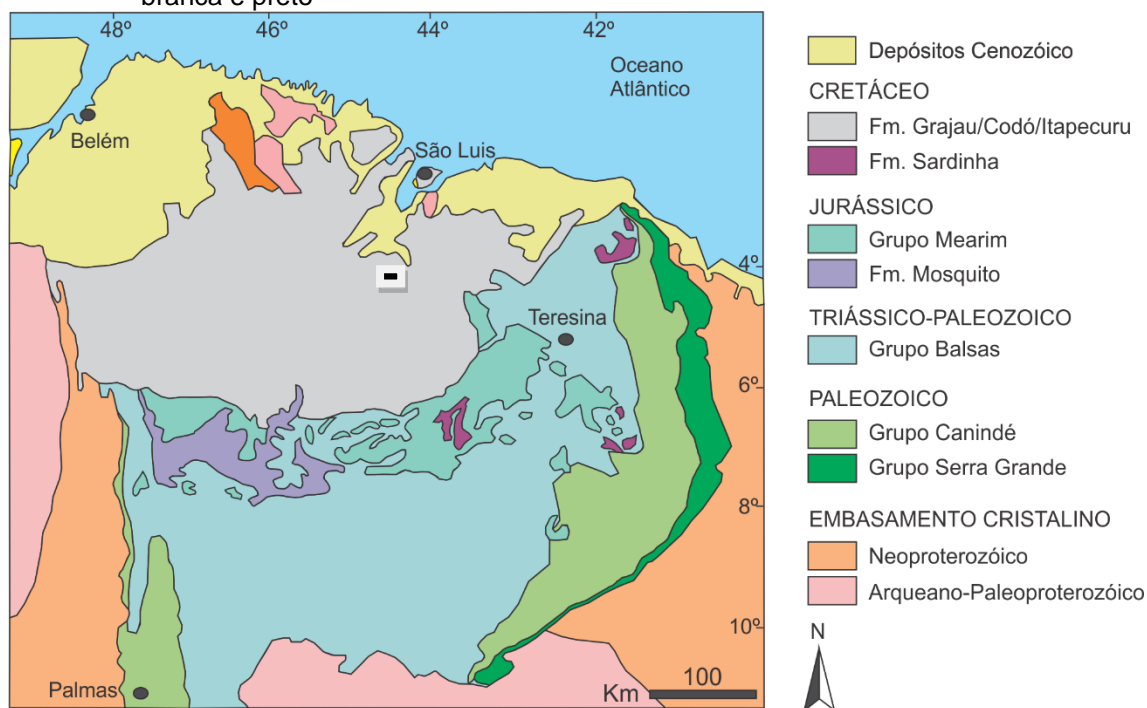 branca e preto
48º 46º 44º 42º
Oceano
Atlântico
Belém
São Luis
4º
Teresina
6º
8º
10º
Palmas
Km 100
Depósitos Cenozóico
CRETÁCEO
Fm. Grajau/Codó/Itapecuru
Fm. Sardinha
JURÁSSICO
Grupo Mearim
Fm. Mosquito
TRIÁSSICO-PALEOZOICO
Grupo Balsas
PALEOZOICO
Grupo Canindé
Grupo Serra Grande
EMBASAMENTO CRISTALINO
Neoproterozóico
Arqueano-Paleoproterozóico
N